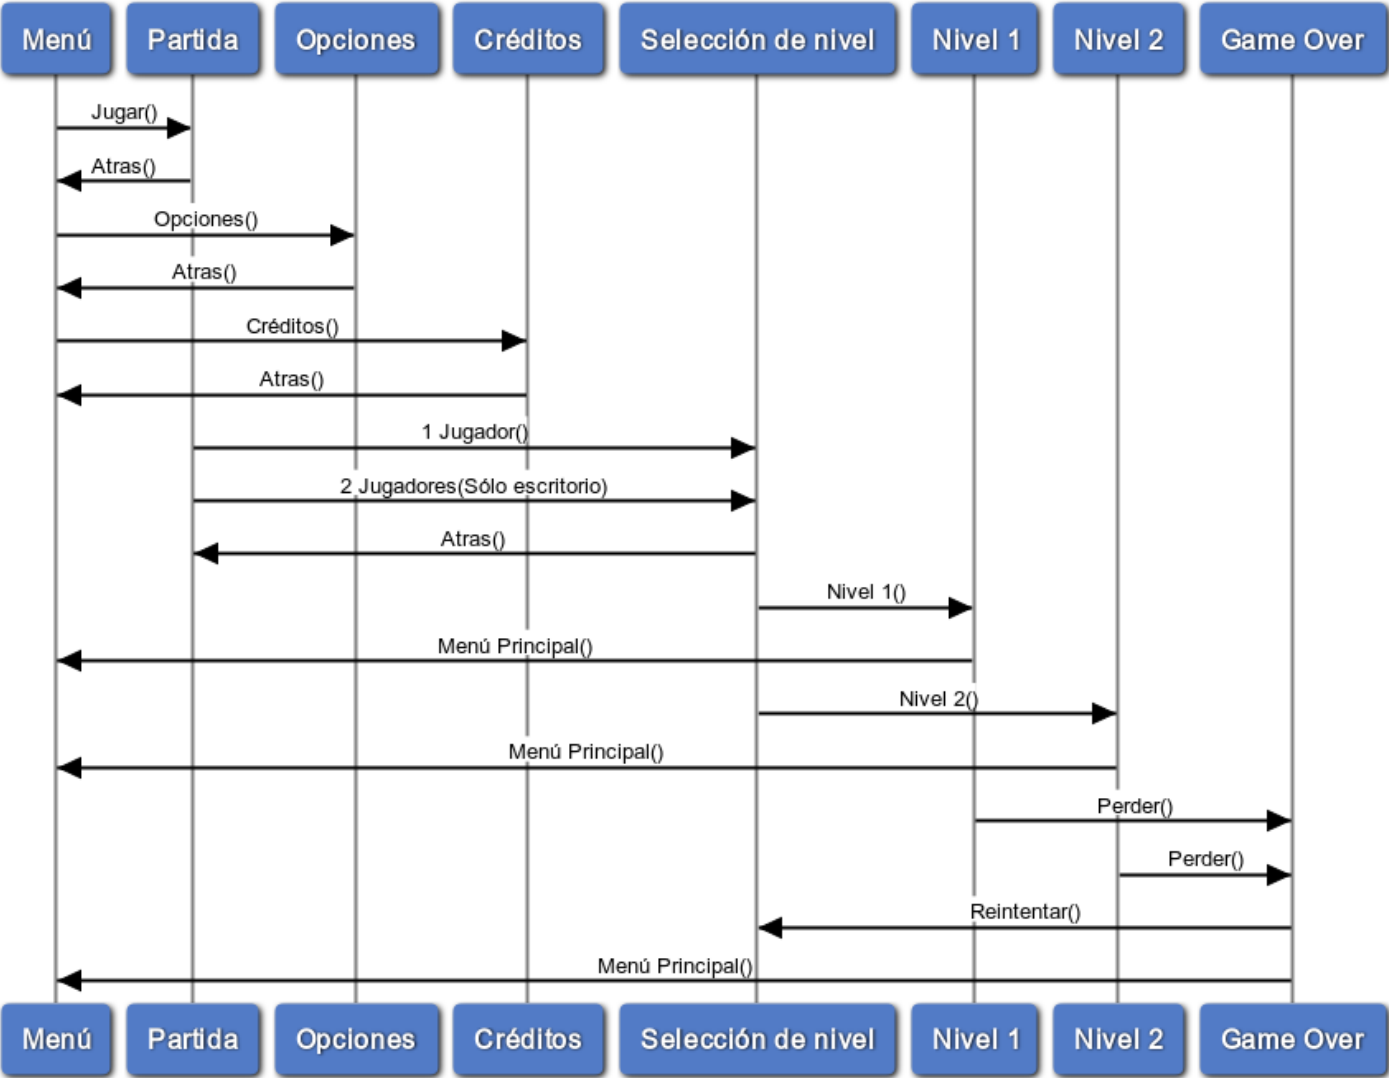 Menú Partida Opciones Créditos Selección de nivel Nivel 1 Nivel 2 Game Over
Jugar()
Atras()
Opciones()
Atras()
Créditos()
Atras()
1 Jugador()
2 Jugadores(Sólo escritorio)
Atras()
Nivel 1()
Menú Principal()
Nivel 2()
Menú Principal()
Perder()
Perder()
Reintentar()
Menú Principal()
Menú Partida Opciones Créditos Selección de nivel Nivel 1 Nivel 2 Game Over